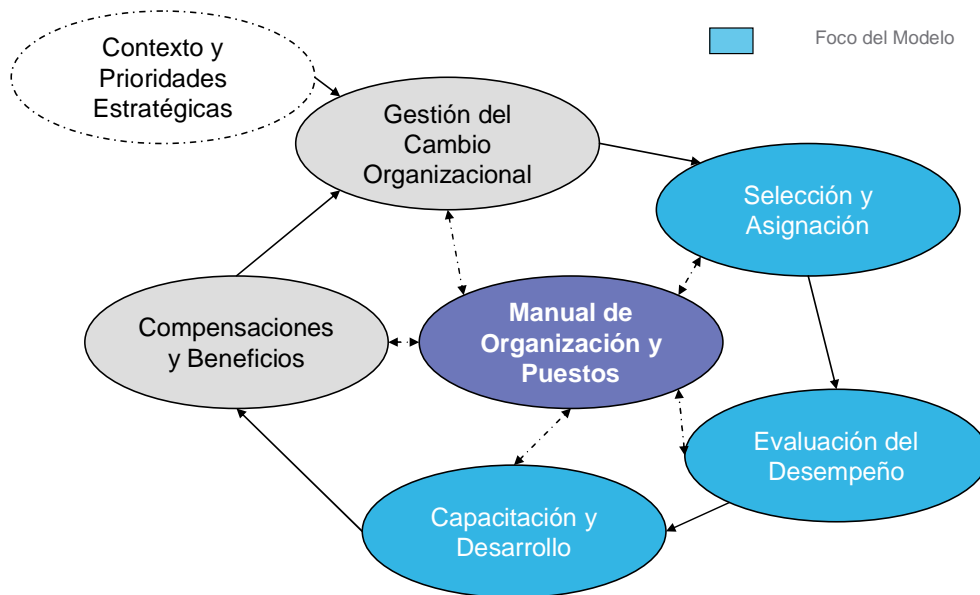 Contexto y
Prioridades
Estratégicas
Foco del Modelo
Gestión del
Cambio
Organizacional
Selección y
Asignación
Compensaciones
y Beneficios
Manual de
Organización y
Puestos
Evaluación del
Desempeño
Capacitación y
Desarrollo